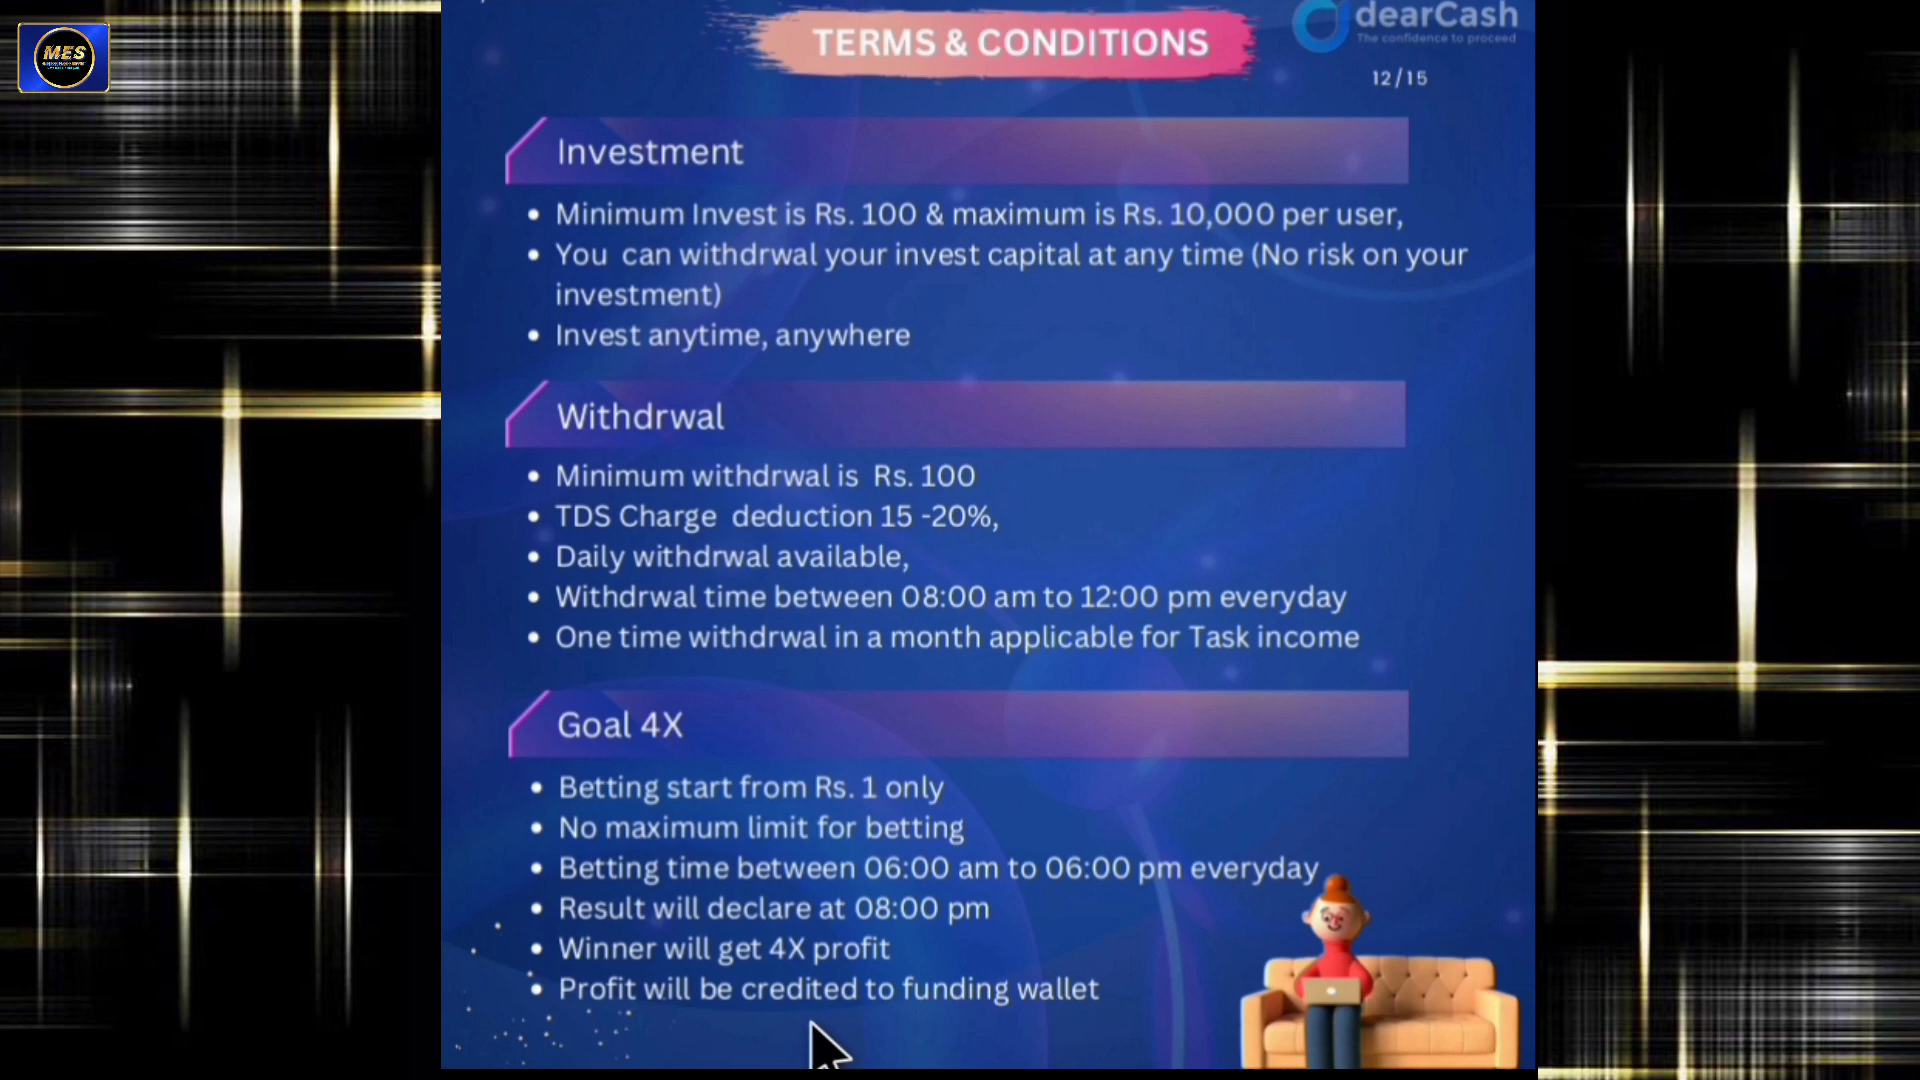 MES
TERMS & CONDITIONS
dearCash
The confidence to proceed
12/15
Investment
• Minimum Invest is Rs. 100 & maximum is Rs. 10,000 per user,
• You can withdrwal your invest capital at any time (No risk on your
investment)
• Invest anytime, anywhere
Withdrwal
• Minimum withdrwal is Rs. 100
• TDS Charge deduction 15 -20%,
• Daily withdrwal available,
• Withdrwal time between 08:00 am to 12:00 pm everyday
• One time withdrwal in a month applicable for Task income
Goal 4X
• Betting start from Rs. 1 only
• No maximum limit for betting
• Betting time between 06:00 am to 06:00 pm everyday
• Result will declare at 08:00 pm
• Winner will get 4X profit
• Profit will be credited to funding wallet